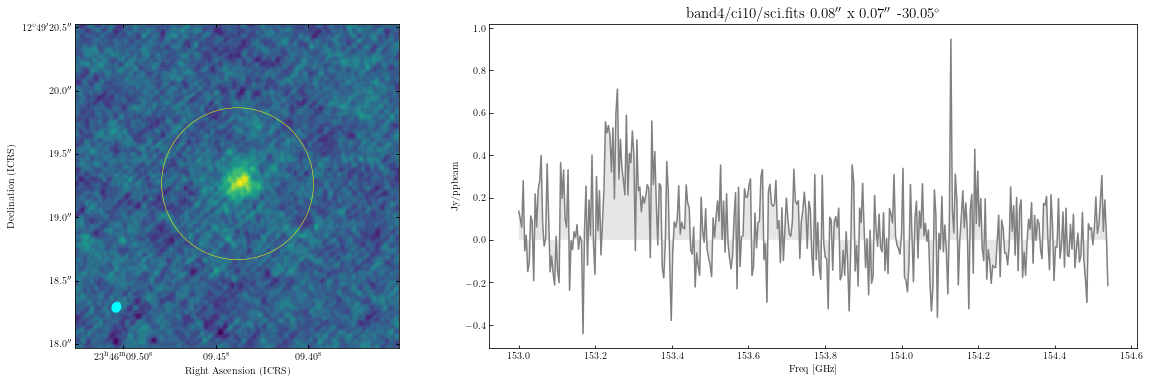 band4/ci10/sci.fits 0.08″ x 0.07″ -30.05°
12°49′20.5″
20.0″
19.5″
19.0″
18.5″
18.0″
Declination (ICRS)
23ʰ46ᵐ09.50ˢ
09.45ˢ
09.40ˢ
Right Ascension (ICRS)
1.0
0.8
0.6
0.4
0.2
0.0
−0.2
−0.4
Jy/ppbeam
153.0
153.2
153.4
153.6
153.8
154.0
154.2
154.4
154.6
Freq [GHz]